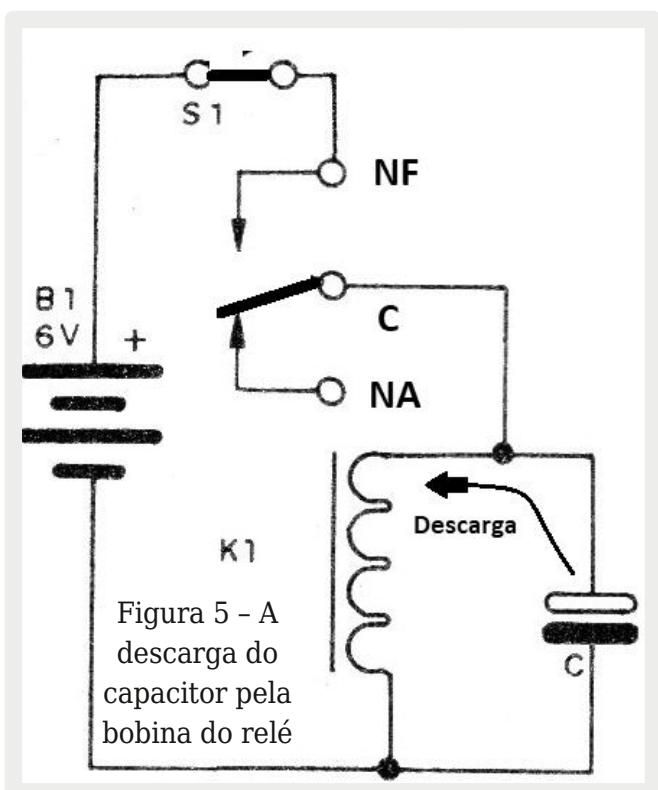 S1
NF
B1
6V
+
C
NA
Descarga
K1
Figura 5 – A
descarga do
capacitor pela
bobina do relé
C